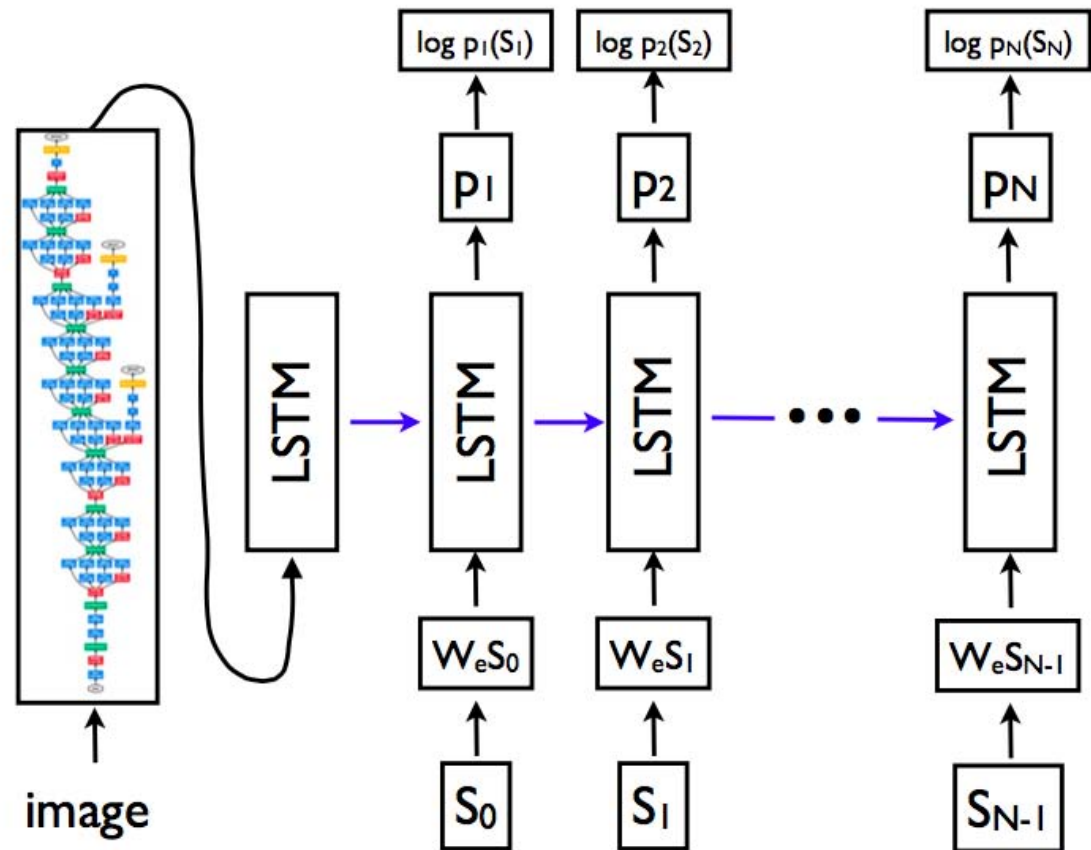 log p₁(S₁) log p₂(S₂) log pN(SN)
p₁ p₂ pN
LSTM LSTM LSTM ••• LSTM
WₑS₀ WₑS₁ WₑSN-1
image S₀ S₁ SN-1